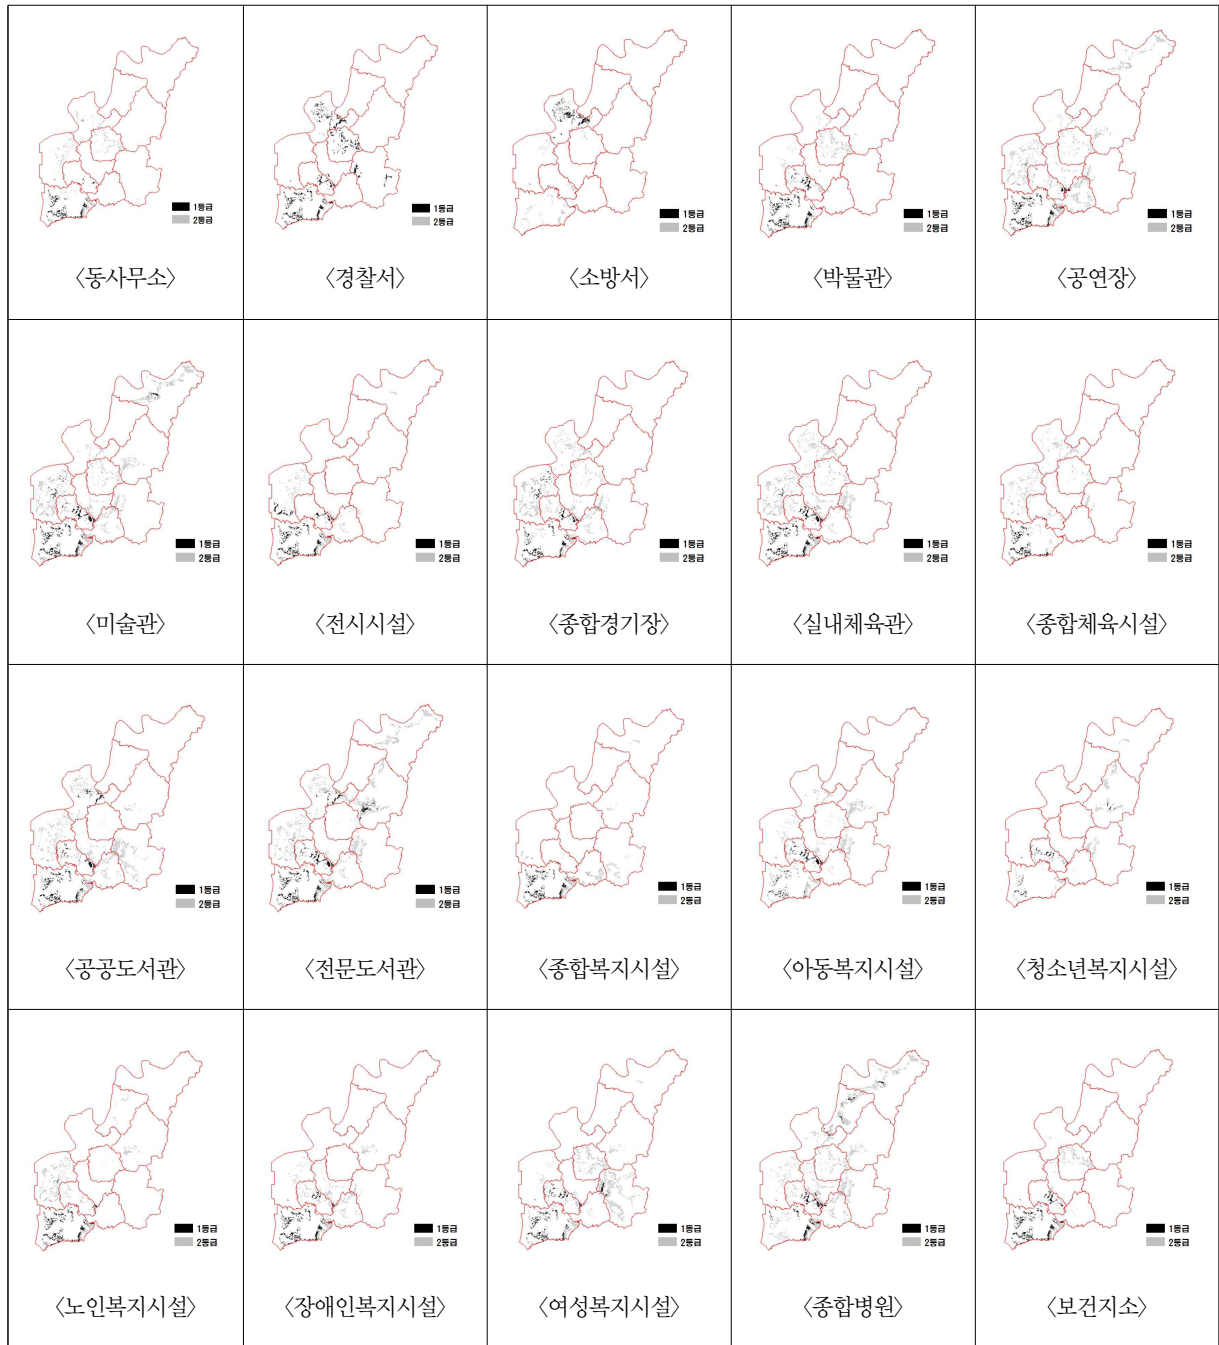 1등급
2등급
〈동사무소〉
1등급
2등급
〈경찰서〉
1등급
2등급
〈소방서〉
1등급
2등급
〈박물관〉
1등급
2등급
〈공연장〉
1등급
2등급
〈미술관〉
1등급
2등급
〈전시시설〉
1등급
2등급
〈종합경기장〉
1등급
2등급
〈실내체육관〉
1등급
2등급
〈종합체육시설〉
1등급
2등급
〈공공도서관〉
1등급
2등급
〈전문도서관〉
1등급
2등급
〈종합복지시설〉
1등급
2등급
〈아동복지시설〉
1등급
2등급
〈청소년복지시설〉
1등급
2등급
〈노인복지시설〉
1등급
2등급
〈장애인복지시설〉
1등급
2등급
〈여성복지시설〉
1등급
2등급
〈종합병원〉
1등급
2등급
〈보건지소〉